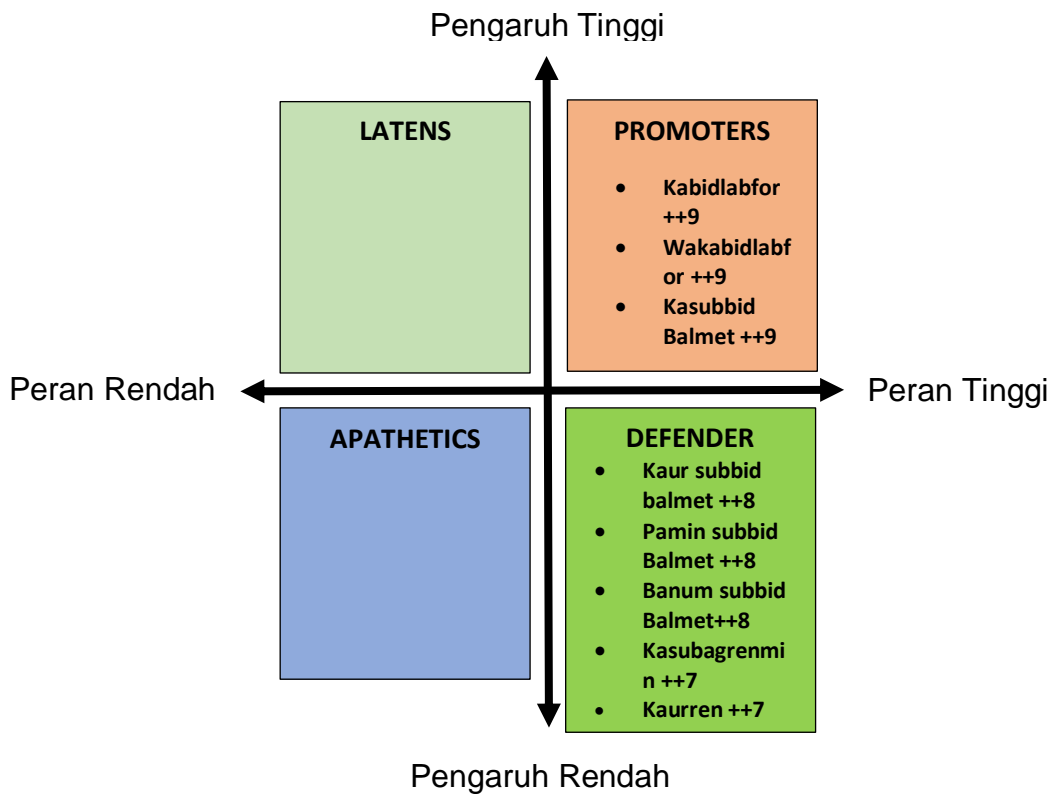 Pengaruh Tinggi
LATENS
PROMOTERS
• Kabidlabfor
++9
• Wakabidlabf
or ++9
• Kasubbid
Balmet ++9
Peran Rendah
Peran Tinggi
APATHETICS
DEFENDER
• Kaur subbid
balmet ++8
• Pamin subbid
Balmet ++8
• Banum subbid
Balmet++8
• Kasubagrenmi
n ++7
• Kaurren ++7
Pengaruh Rendah